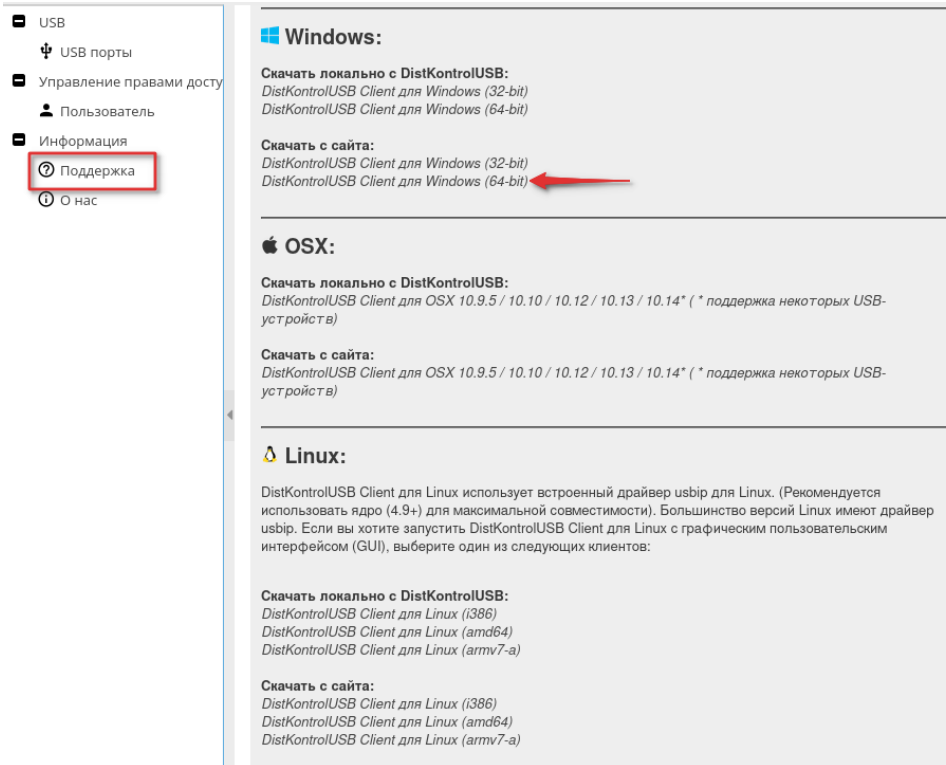 USB
USB порты
Управление правами досту
Пользователь
Информация
Поддержка
О нас
Windows:
Скачать локально с DistKontrolUSB:
DistKontrolUSB Client для Windows (32-bit)
DistKontrolUSB Client для Windows (64-bit)
Скачать с сайта:
DistKontrolUSB Client для Windows (32-bit)
DistKontrolUSB Client для Windows (64-bit)
OSX:
Скачать локально с DistKontrolUSB:
DistKontrolUSB Client для OSX 10.9.5 / 10.10 / 10.12 / 10.13 / 10.14* ( * поддержка некоторых USB-
устройств)
Скачать с сайта:
DistKontrolUSB Client для OSX 10.9.5 / 10.10 / 10.12 / 10.13 / 10.14* ( * поддержка некоторых USB-
устройств)
Linux:
DistKontrolUSB Client для Linux использует встроенный драйвер usbip для Linux. (Рекомендуется
использовать ядро (4.9+) для максимальной совместимости). Большинство версий Linux имеют драйвер
usbip. Если вы хотите запустить DistKontrolUSB Client для Linux с графическим пользовательским
интерфейсом (GUI), выберите один из следующих клиентов:
Скачать локально с DistKontrolUSB:
DistKontrolUSB Client для Linux (i386)
DistKontrolUSB Client для Linux (amd64)
DistKontrolUSB Client для Linux (armv7-a)
Скачать с сайта:
DistKontrolUSB Client для Linux (i386)
DistKontrolUSB Client для Linux (amd64)
DistKontrolUSB Client для Linux (armv7-a)